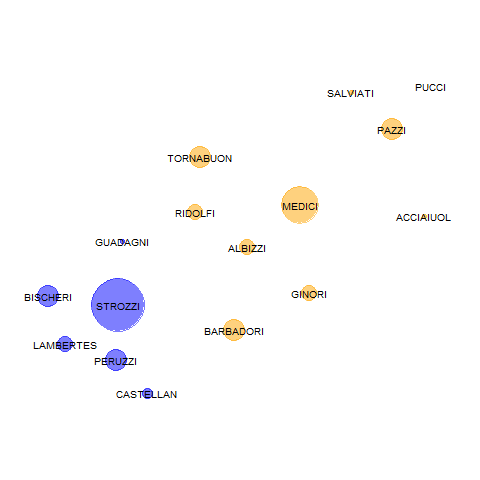 PUCCI
SALVIATI
PAZZI
TORNABUON
MEDICI
RIDOLFI
ACCIAIUOL
GUADAGNI
ALBIZZI
GINORI
BISCHERI
STROZZI
BARBADORI
LAMBERTES
PERUZZI
CASTELLAN